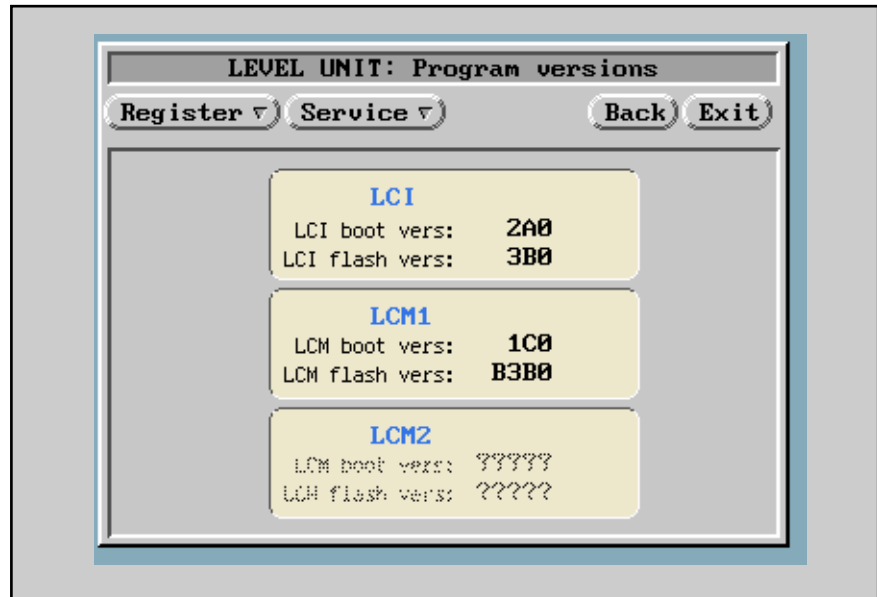 LEVEL UNIT: Program versions
Register ▽ Service ▽ Back Exit
LCI
LCI boot vers: 2A0
LCI flash vers: 3B0
LCM1
LCM boot vers: 1C0
LCM flash vers: B3B0
LCM2
LCM boot vers: ?????
LCM flash vers: ?????